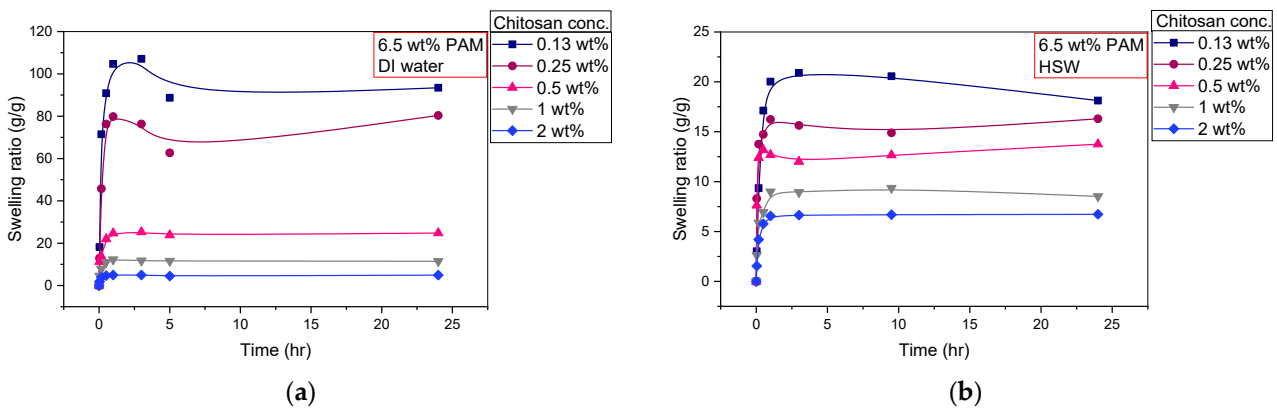 Chitosan conc.
0.13 wt%
0.25 wt%
0.5 wt%
1 wt%
2 wt%
6.5 wt% PAM
DI water
120
100
80
60
40
20
0
Swelling ratio (g/g)
0
5
10
15
20
25
Time (hr)
(a)
Chitosan conc.
0.13 wt%
0.25 wt%
0.5 wt%
1 wt%
2 wt%
6.5 wt% PAM
HSW
25
20
15
10
5
0
Swelling ratio (g/g)
0
5
10
15
20
25
Time (hr)
(b)